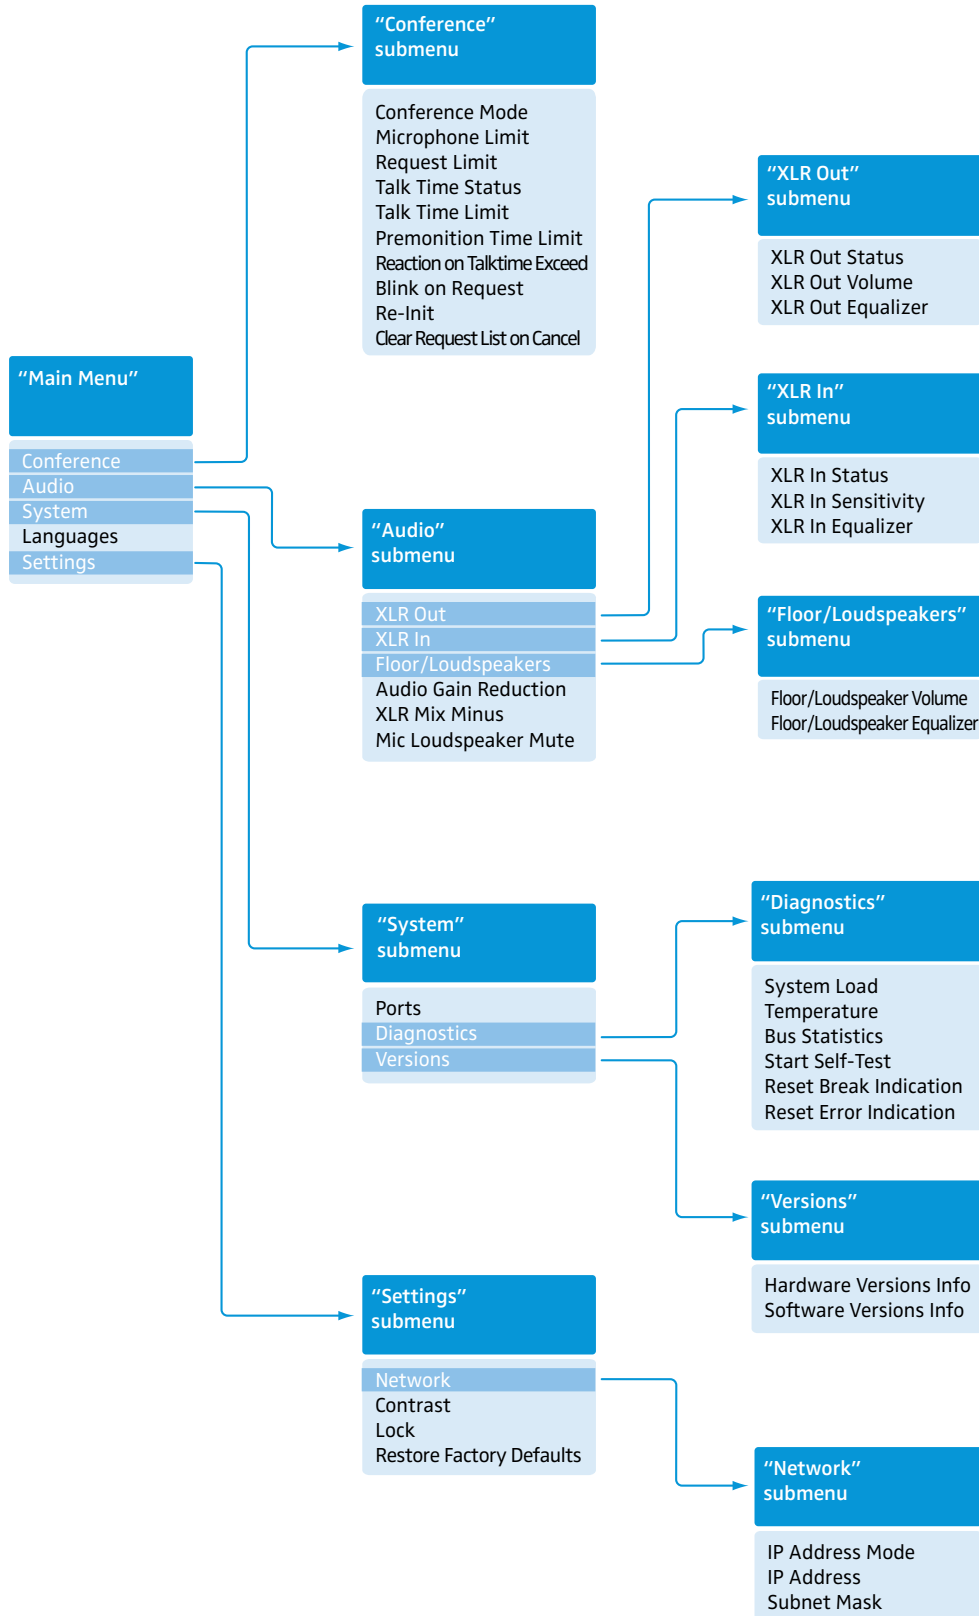 “Conference”
submenu
Conference Mode
Microphone Limit
Request Limit
Talk Time Status
Talk Time Limit
Premonition Time Limit
Reaction on Talktime Exceed
Blink on Request
Re-Init
Clear Request List on Cancel
“XLR Out”
submenu
XLR Out Status
XLR Out Volume
XLR Out Equalizer
“Main Menu”
Conference
Audio
System
Languages
Settings
“XLR In”
submenu
XLR In Status
XLR In Sensitivity
XLR In Equalizer
“Audio”
submenu
XLR Out
XLR In
Floor/Loudspeakers
Audio Gain Reduction
XLR Mix Minus
Mic Loudspeaker Mute
“Floor/Loudspeakers”
submenu
Floor/Loudspeaker Volume
Floor/Loudspeaker Equalizer
“System”
submenu
Ports
Diagnostics
Versions
“Diagnostics”
submenu
System Load
Temperature
Bus Statistics
Start Self-Test
Reset Break Indication
Reset Error Indication
“Versions”
submenu
Hardware Versions Info
Software Versions Info
“Settings”
submenu
Network
Contrast
Lock
Restore Factory Defaults
“Network”
submenu
IP Address Mode
IP Address
Subnet Mask